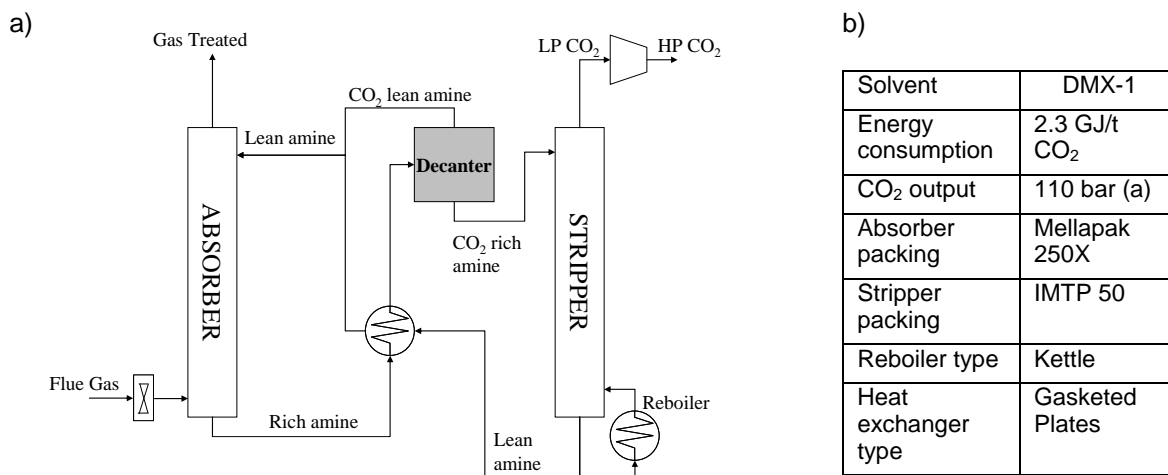 a)
Gas Treated
LP CO₂
HP CO₂
CO₂ lean amine
Lean amine
Decanter
ABSORBER
STRIPPER
CO₂ rich
amine
Flue Gas
Rich amine
Reboiler
Lean
amine
b)
Solvent DMX-1
Energy 2.3 GJ/t
consumption CO₂
CO₂ output 110 bar (a)
Absorber Mellapak
packing 250X
Stripper IMTP 50
packing
Reboiler type Kettle
Heat Gasketed
exchanger Plates
type